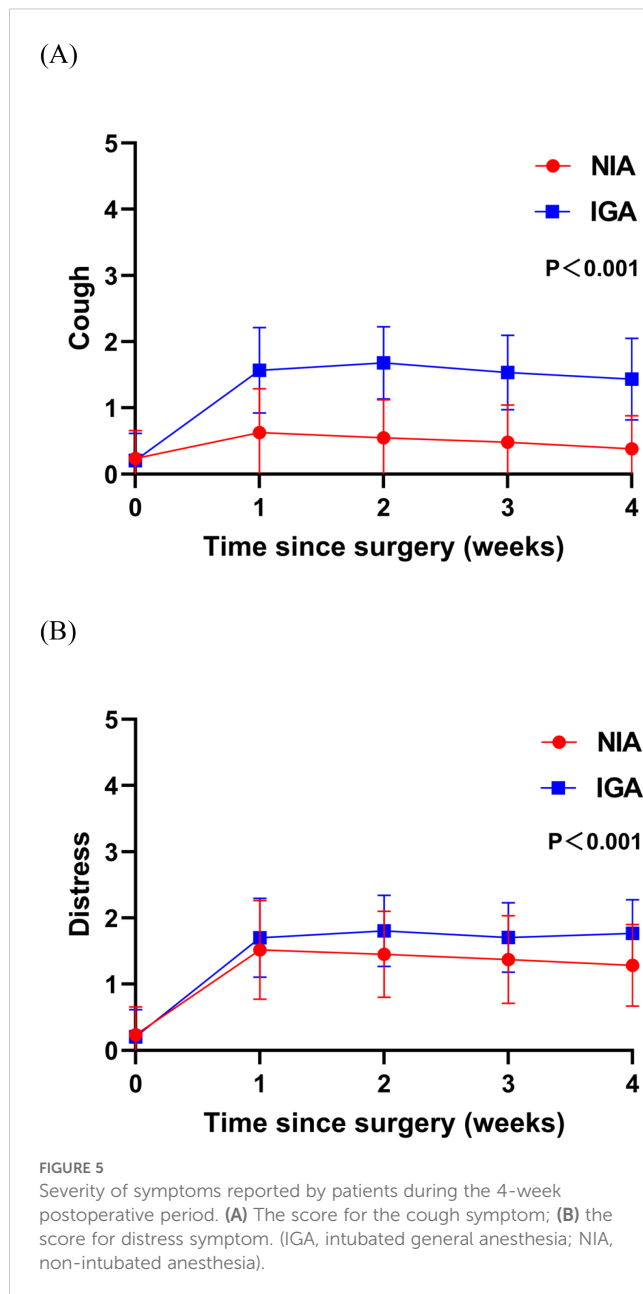 (A)
5
4
3
2
1
0
Cough
NIA
IGA
P＜0.001
0 1 2 3 4
Time since surgery (weeks)
(B)
5
4
3
2
1
0
Distress
NIA
IGA
P＜0.001
0 1 2 3 4
Time since surgery (weeks)
FIGURE 5
Severity of symptoms reported by patients during the 4-week
postoperative period. (A) The score for the cough symptom; (B) the
score for distress symptom. (IGA, intubated general anesthesia; NIA,
non-intubated anesthesia).